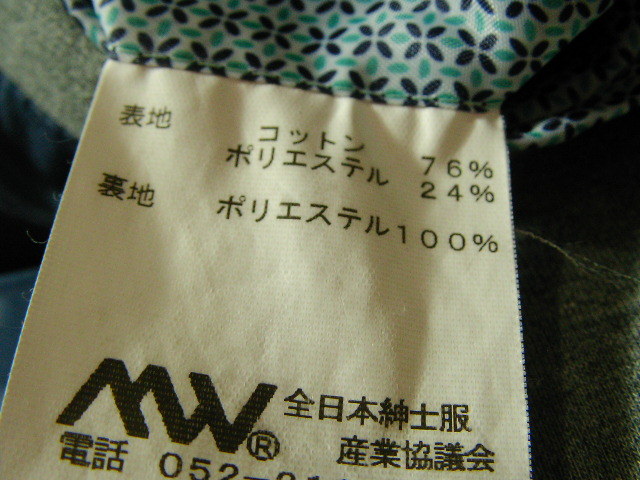 表地 コットン 76%
ポリエステル 24%
裏地 ポリエステル100%
MW® 全日本紳士服
産業協議会
電話 052-